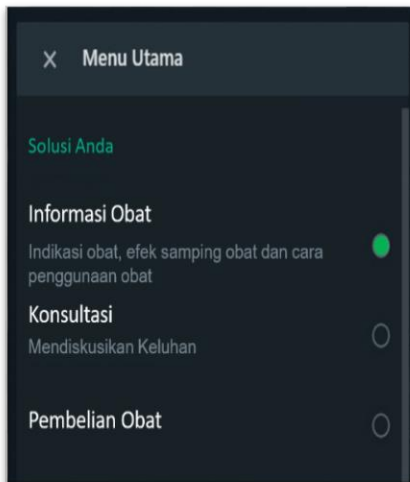 Menu Utama
Solusi Anda
Informasi Obat
Indikasi obat, efek samping obat dan cara
penggunaan obat
Konsultasi
Mendiskusikan Keluhan
Pembelian Obat